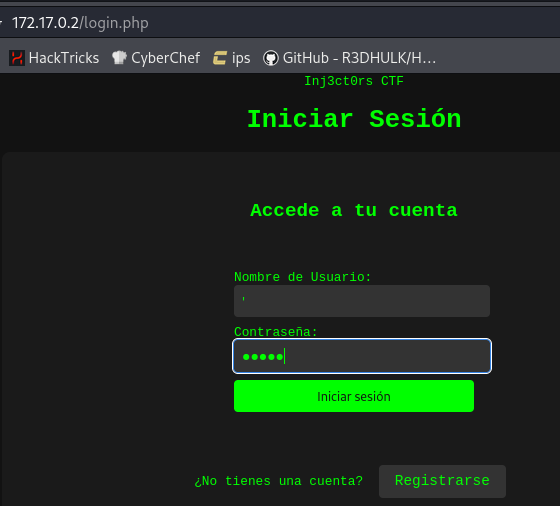 172.17.0.2/login.php
HackTricks CyberChef ips GitHub - R3DHULK/H…
Inj3ct0rs CTF
Iniciar Sesión
Accede a tu cuenta
Nombre de Usuario:
'
Contraseña:
●●●●●
Iniciar sesión
¿No tienes una cuenta? Registrarse